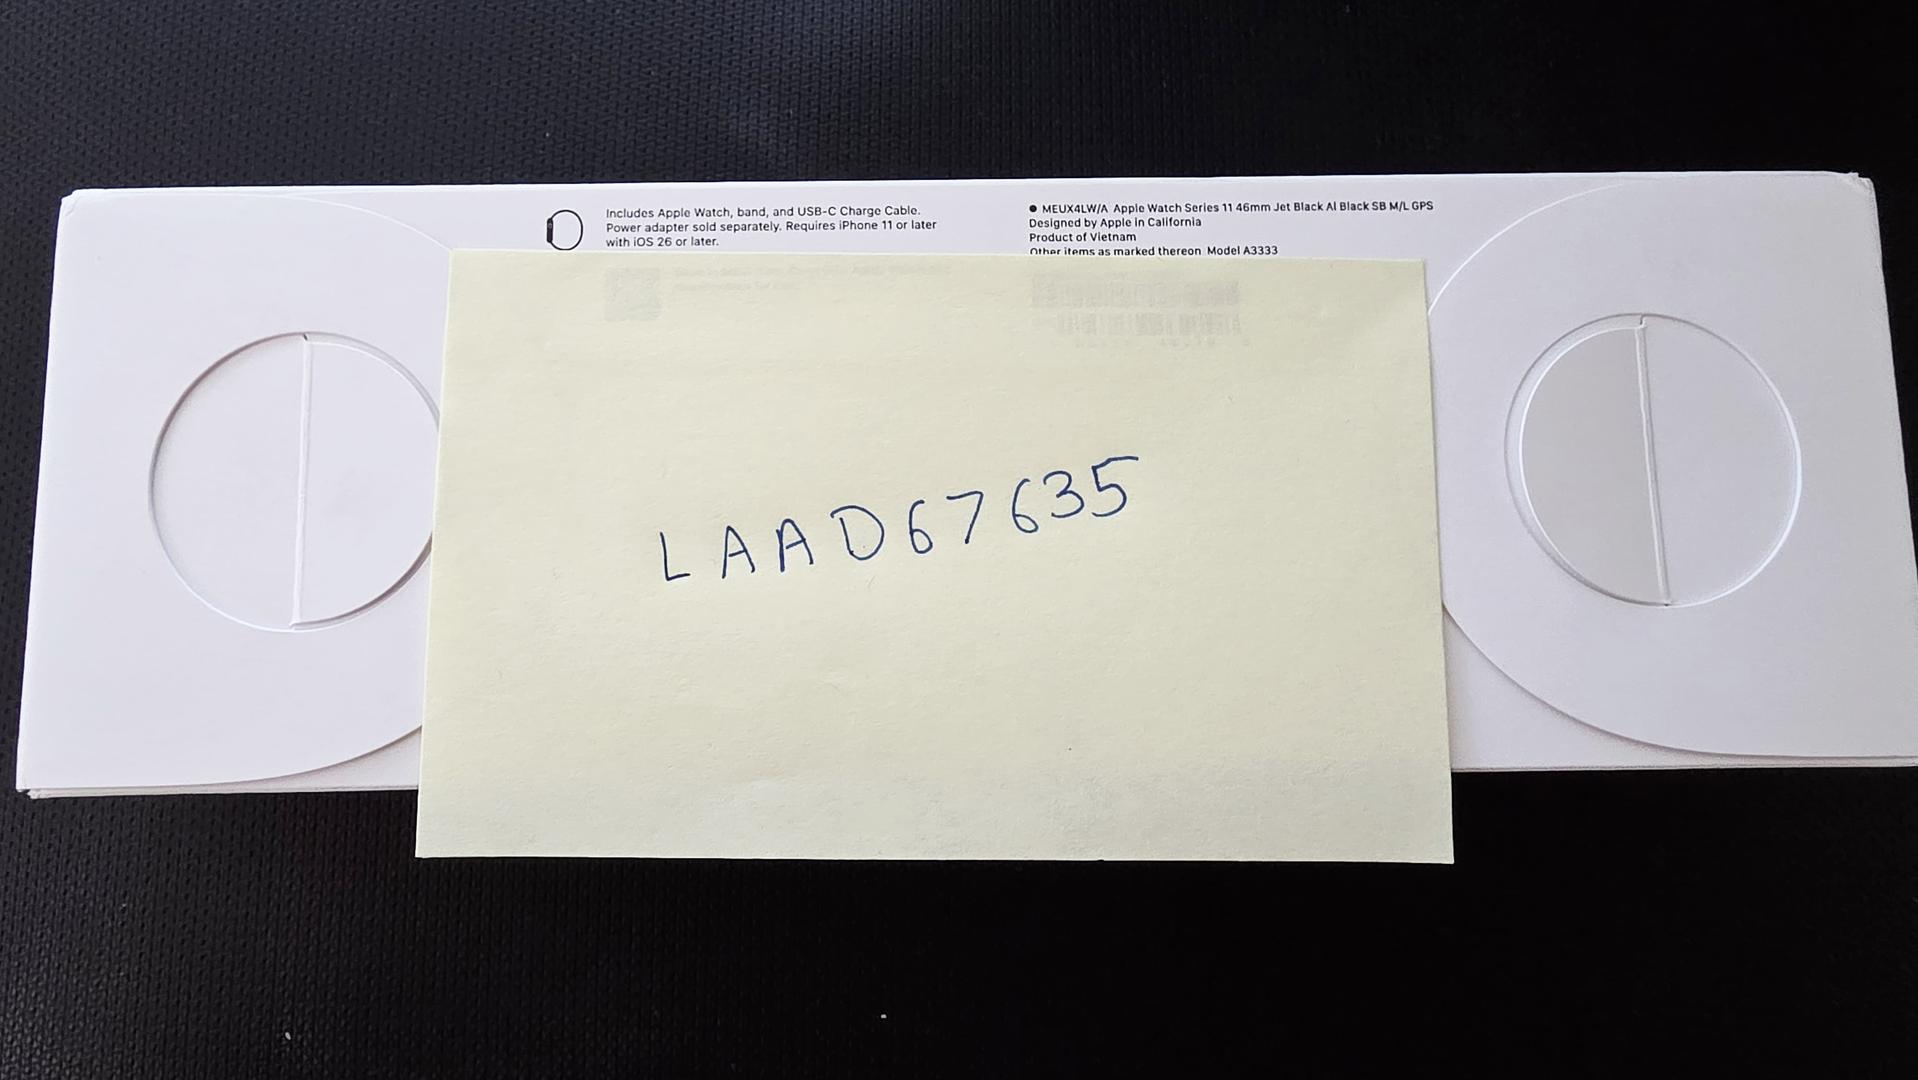 Includes Apple Watch, band, and USB-C Charge Cable.
Power adapter sold separately. Requires iPhone 11 or later
with iOS 26 or later.
MEUX4LW/A Apple Watch Series 11 46mm Jet Black Al Black SB M/L GPS
Designed by Apple in California
Product of Vietnam
Other items as marked thereon Model A3333
LAAD67635